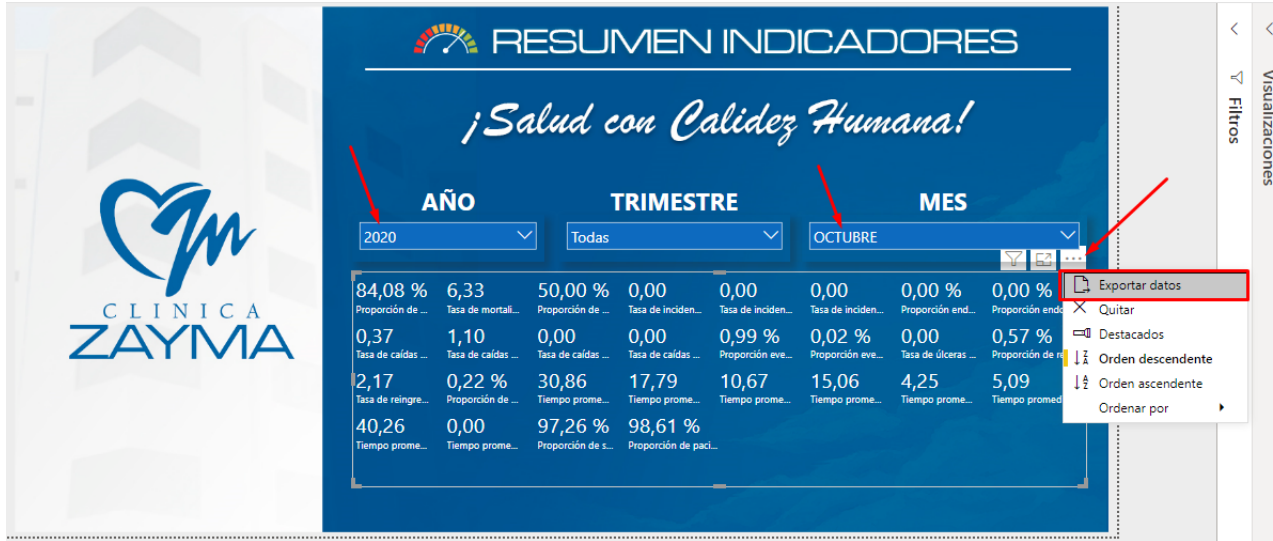 RESUMEN INDICADORES
¡Salud con Calidez Humana!
CLINICA
ZAYMA
AÑO TRIMESTRE MES
2020 Todas OCTUBRE
84,08 % 6,33 50,00 % 0,00 0,00 0,00 0,00 % 0,00 %
Proporción de ... Tasa de mortali... Proporción de ... Tasa de inciden... Tasa de inciden... Tasa de inciden... Proporción end... Proporción endo
0,37 1,10 0,00 0,00 0,99 % 0,02 % 0,00 0,57 %
Tasa de caídas ... Tasa de caídas ... Tasa de caídas ... Tasa de caídas ... Proporción eve... Proporción eve... Tasa de úlceras ... Proporción de re
2,17 0,22 % 30,86 17,79 10,67 15,06 4,25 5,09
Tasa de reingre... Proporción de ... Tiempo prome... Tiempo prome... Tiempo prome... Tiempo prome... Tiempo prome... Tiempo promed
40,26 0,00 97,26 % 98,61 %
Tiempo prome... Tiempo prome... Proporción de s... Proporción de paci...
Exportar datos
Quitar
Destacados
Orden descendente
Orden ascendente
Ordenar por
Filtros
Visualizaciones